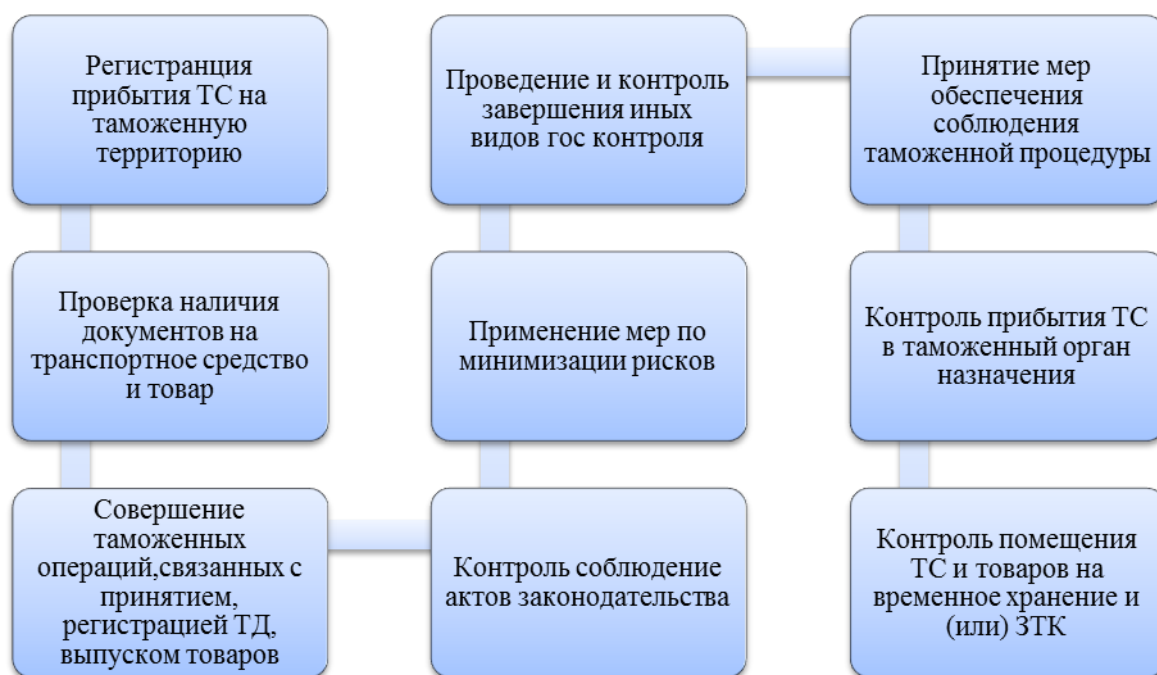 Регистранция
прибытия ТС на
таможенную
территорию
Проверка наличия
документов на
транспортное средство
и товар
Совершение
таможенных
операций,связанных с
принятием,
регистрацией ТД,
выпуском товаров
Контроль соблюдение
актов законодательства
Применение мер по
минимизации рисков
Проведение и контроль
завершения иных
видов гос контроля
Принятие мер
обеспечения
соблюдения
таможенной процедуры
Контроль прибытия ТС
в таможенный орган
назначения
Контроль помещения
ТС и товаров на
временное хранение и
(или) ЗТК